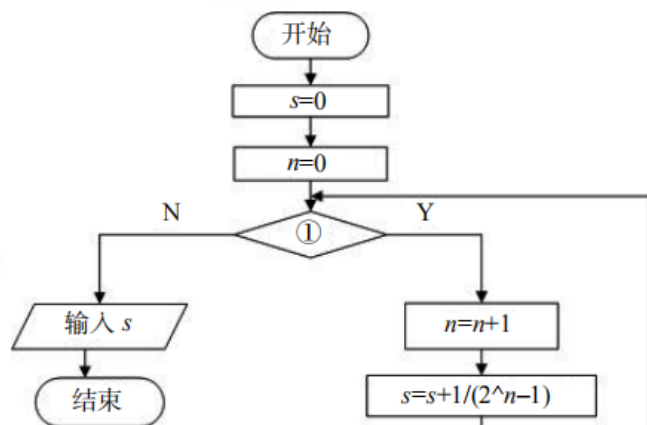 开始
s=0
n=0
N
①
Y
输入 s
n=n+1
结束
s=s+1/(2^n–1)